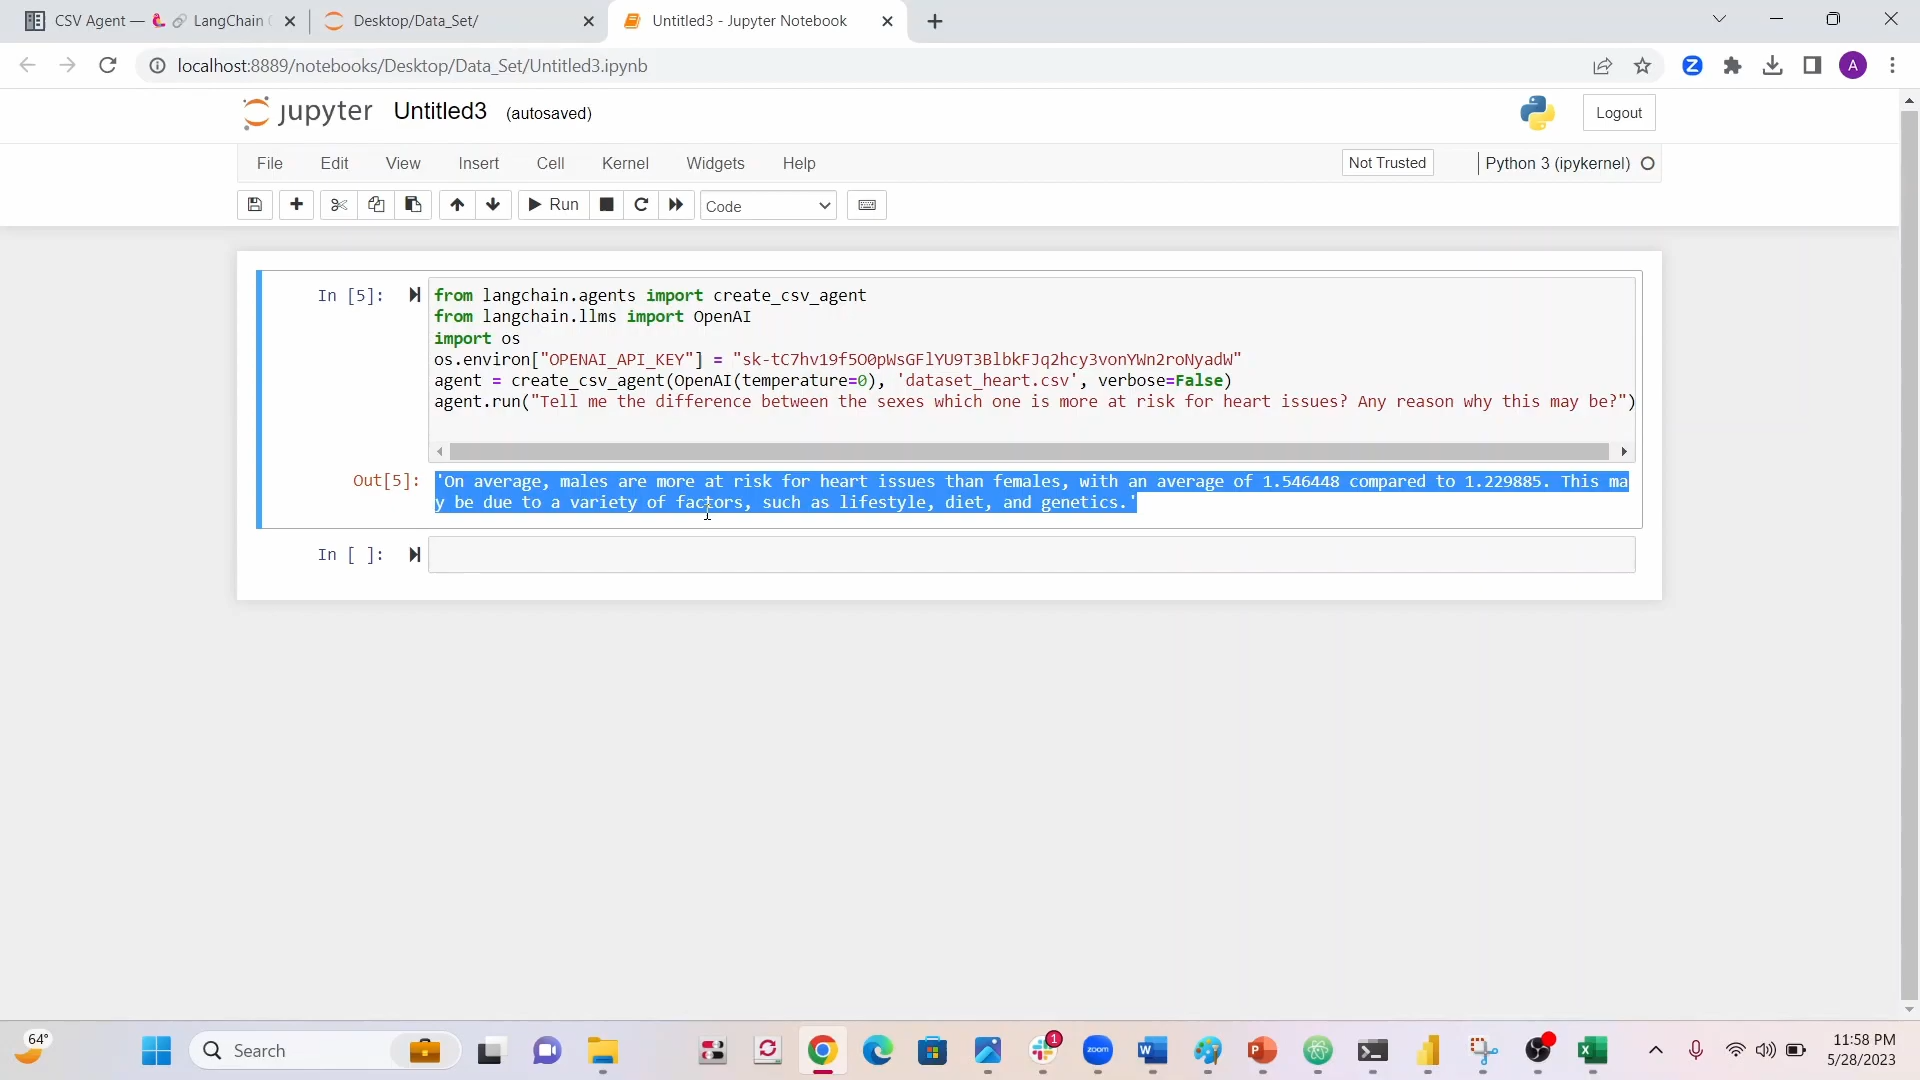 CSV Agent — LangChain
Desktop/Data_Set/
Untitled3 - Jupyter Notebook
localhost:8889/notebooks/Desktop/Data_Set/Untitled3.ipynb
A
jupyter Untitled3 (autosaved)
Logout
File Edit View Insert Cell Kernel Widgets Help
Not Trusted
Python 3 (ipykernel)
Run
Code
In [5]:
from langchain.agents import create_csv_agent
from langchain.llms import OpenAI
import os
os.environ["OPENAI_API_KEY"] = "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"
agent = create_csv_agent(OpenAI(temperature=0), 'dataset_heart.csv', verbose=False)
agent.run("Tell me the difference between the sexes which one is more at risk for heart issues? Any reason why this may be?")
Out[5]:
'On average, males are more at risk for heart issues than females, with an average of 1.546448 compared to 1.229885. This ma
y be due to a variety of factors, such as lifestyle, diet, and genetics.'
In [ ]:
64°
Search
1
zoom
11:58 PM
5/28/2023